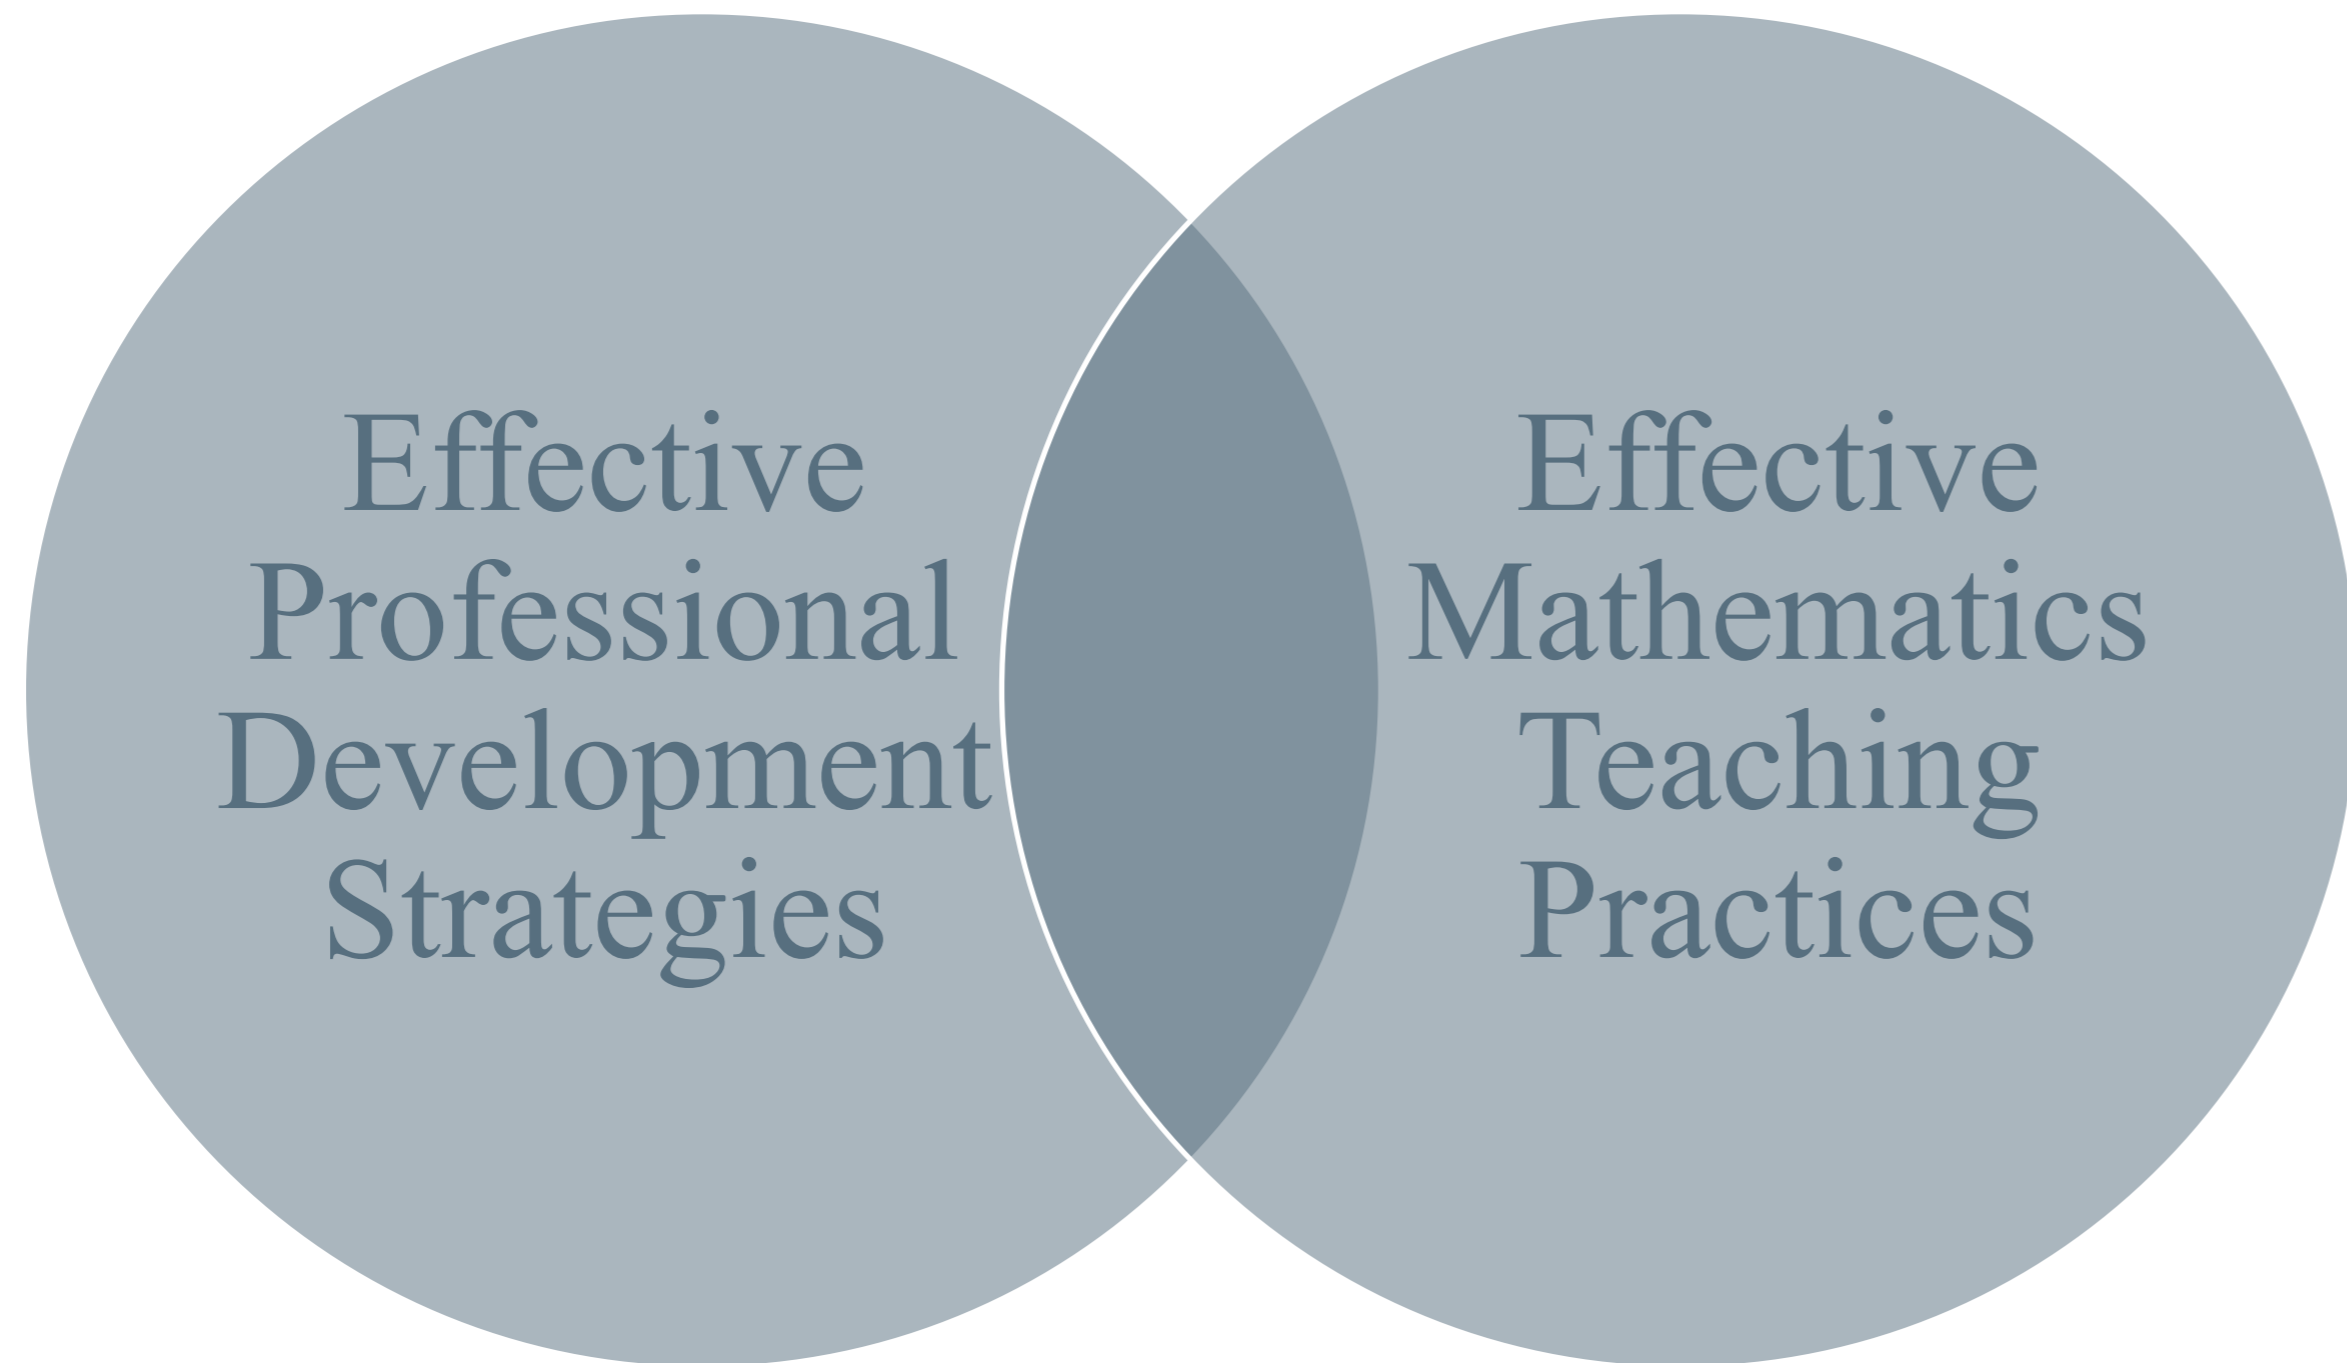 Effective
Professional
Development
Strategies
Effective
Mathematics
Teaching
Practices